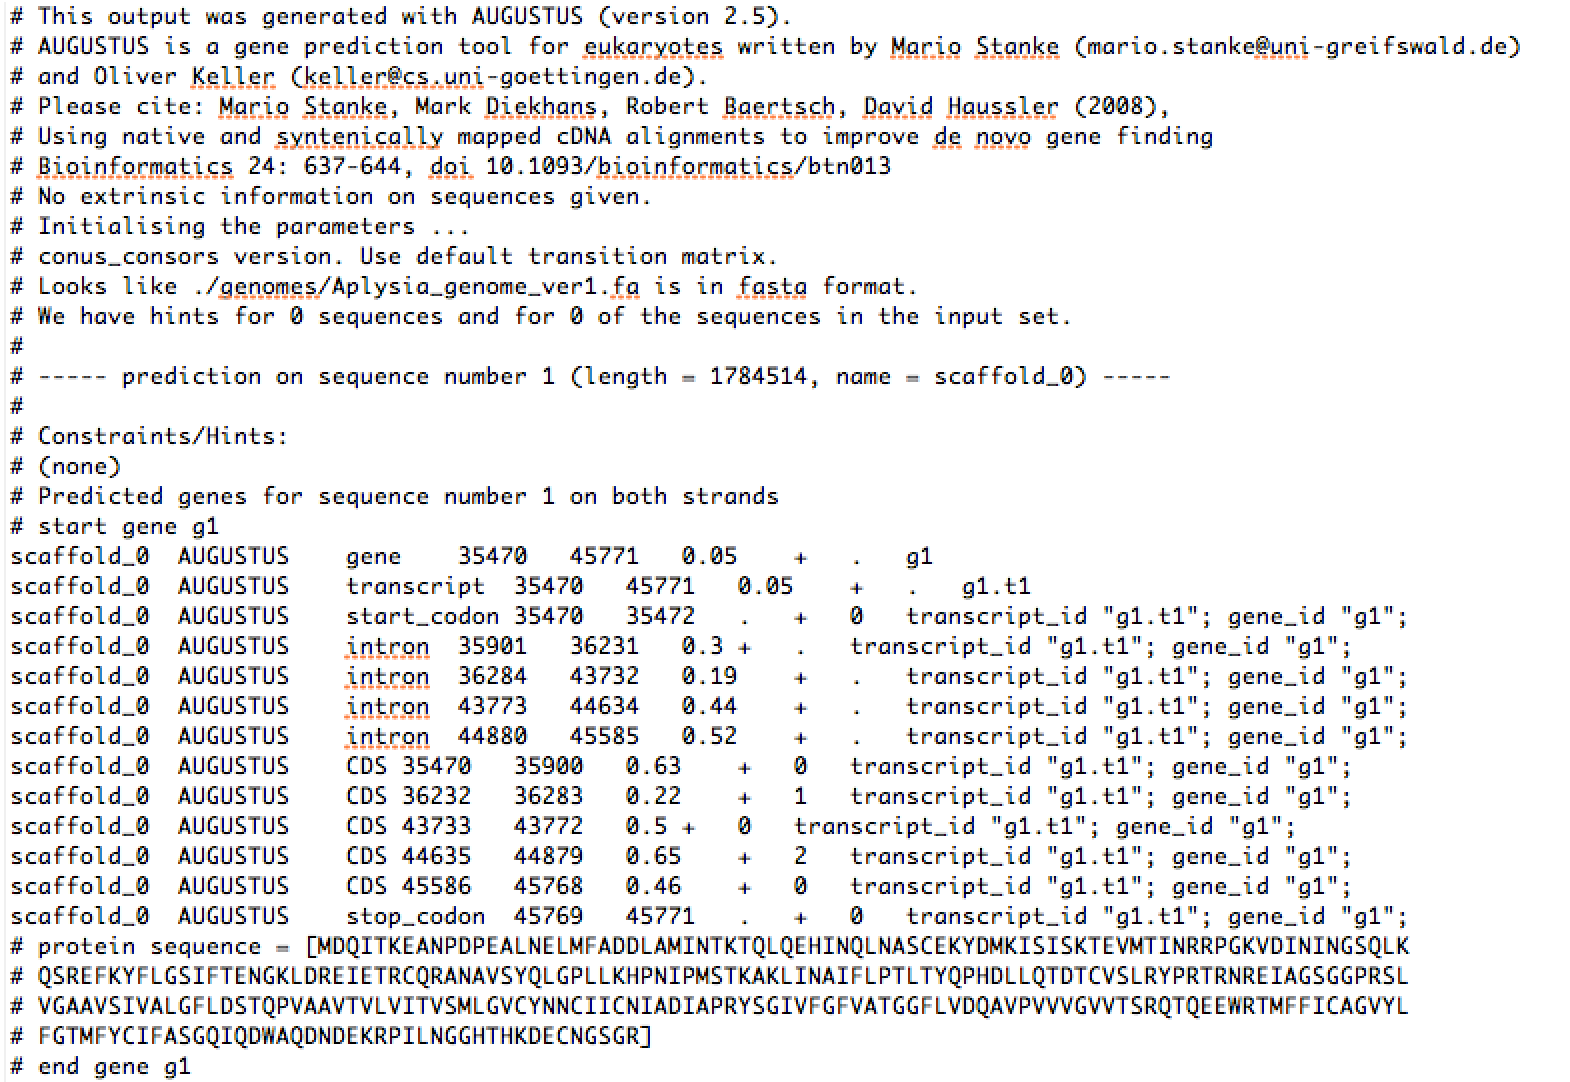 # This output was generated with AUGUSTUS (version 2.5).
# AUGUSTUS is a gene prediction tool for eukaryotes written by Mario Stanke (mario.stanke@uni-greifswald.de)
# and Oliver Keller (keller@cs.uni-goettingen.de).
# Please cite: Mario Stanke, Mark Diekhans, Robert Baertsch, David Haussler (2008),
# Using native and syntenically mapped cDNA alignments to improve de novo gene finding
# Bioinformatics 24: 637-644, doi 10.1093/bioinformatics/btn013
# No extrinsic information on sequences given.
# Initialising the parameters ...
# conus_consors version. Use default transition matrix.
# Looks like ./genomes/Aplysia_genome_ver1.fa is in fasta format.
# We have hints for 0 sequences and for 0 of the sequences in the input set.
#
# ----- prediction on sequence number 1 (length = 1784514, name = scaffold_0) -----
#
# Constraints/Hints:
# (none)
# Predicted genes for sequence number 1 on both strands
# start gene g1
scaffold_0 AUGUSTUS gene 35470 45771 0.05 + . g1
scaffold_0 AUGUSTUS transcript 35470 45771 0.05 + . g1.t1
scaffold_0 AUGUSTUS start_codon 35470 35472 . + 0 transcript_id "g1.t1"; gene_id "g1";
scaffold_0 AUGUSTUS intron 35901 36231 0.3 + . transcript_id "g1.t1"; gene_id "g1";
scaffold_0 AUGUSTUS intron 36284 43732 0.19 + . transcript_id "g1.t1"; gene_id "g1";
scaffold_0 AUGUSTUS intron 43773 44634 0.44 + . transcript_id "g1.t1"; gene_id "g1";
scaffold_0 AUGUSTUS intron 44880 45585 0.52 + . transcript_id "g1.t1"; gene_id "g1";
scaffold_0 AUGUSTUS CDS 35470 35900 0.63 + 0 transcript_id "g1.t1"; gene_id "g1";
scaffold_0 AUGUSTUS CDS 36232 36283 0.22 + 1 transcript_id "g1.t1"; gene_id "g1";
scaffold_0 AUGUSTUS CDS 43733 43772 0.5 + 0 transcript_id "g1.t1"; gene_id "g1";
scaffold_0 AUGUSTUS CDS 44635 44879 0.65 + 2 transcript_id "g1.t1"; gene_id "g1";
scaffold_0 AUGUSTUS CDS 45586 45768 0.46 + 0 transcript_id "g1.t1"; gene_id "g1";
scaffold_0 AUGUSTUS stop_codon 45769 45771 . + 0 transcript_id "g1.t1"; gene_id "g1";
# protein sequence = [MDQITKEANPDPEALNELMFADDLAMINTKTQLQEHINQLNASCEKYDMKISISKTEVMTINRRPGKVDININGSQLK
# QSREFKYFLGSIFTENGKLDREIETRCQRANAVSYQLGPLLKHPNIPMSTKAKLINAIFLPTLTYQPHDLLQTDTCVSLRYPRTRNREIAGSGGPRSL
# VGAAVSIVALGFLDSTQPVAAVTVLVITVSMLGVCYNNCIICNIADIAPRYSGIVFGFVATGGFLVDQAVPVVVGVVTSRQTQEEWRTMFFICAGVYL
# FGTMFYCIFASGQIQDWAQDNDEKRPILNGGHTHKDECNGSGR]
# end gene g1